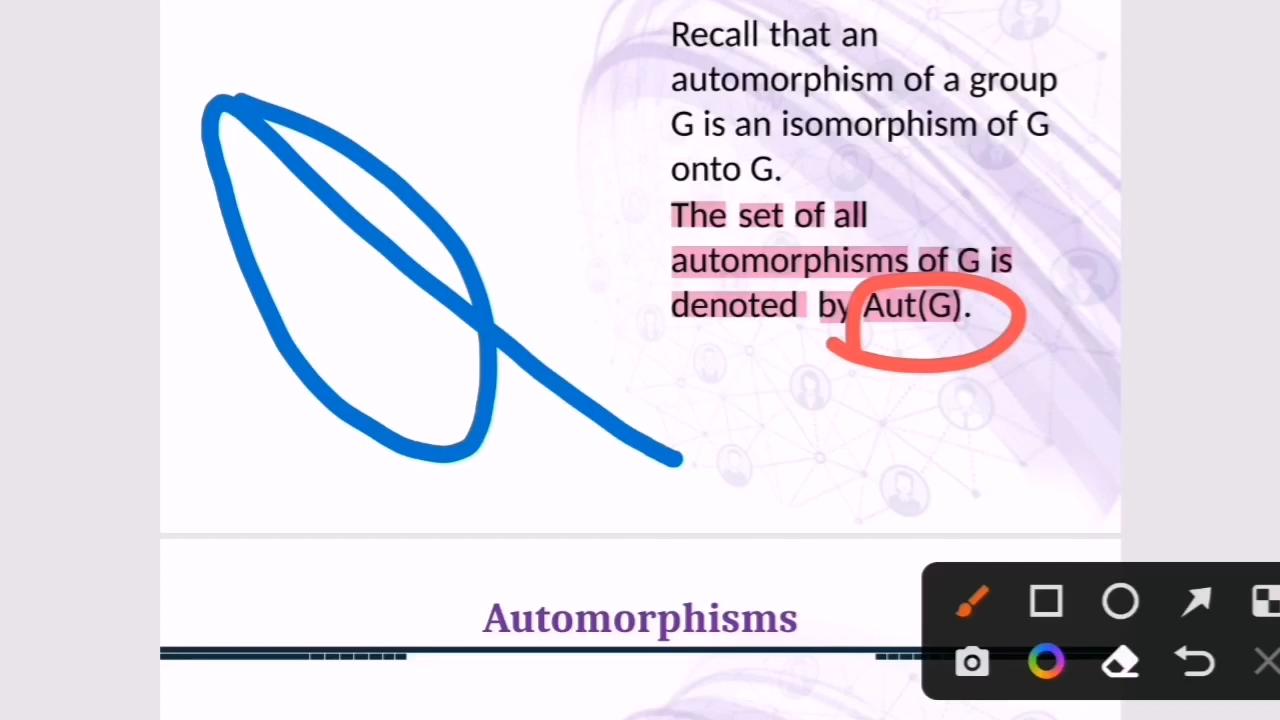 Recall that an
automorphism of a group
G is an isomorphism of G
onto G.
The set of all
automorphisms of G is
denoted by Aut(G).
Automorphisms